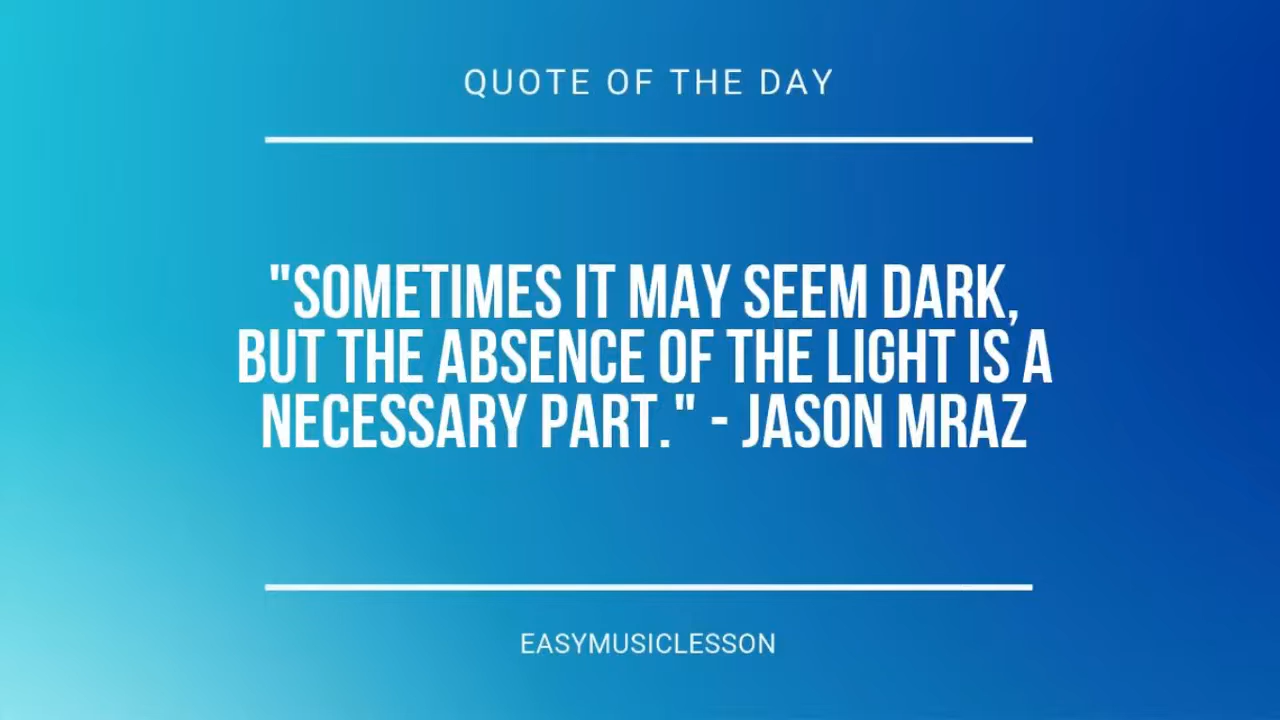 QUOTE OF THE DAY
"SOMETIMES IT MAY SEEM DARK,
BUT THE ABSENCE OF THE LIGHT IS A
NECESSARY PART." - JASON MRAZ
EASYMUSICLESSON